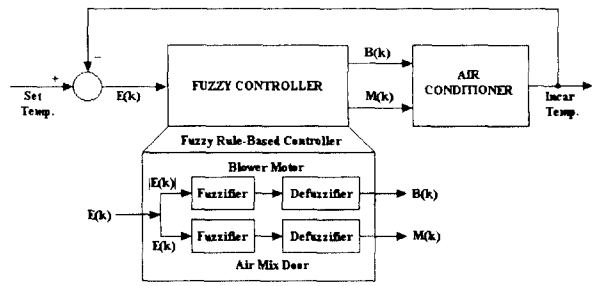 −
B(k)
+
FUZZY CONTROLLER
AIR
CONDITIONER
Set
Temp.
E(k)
M(k)
Incar
Temp.
Fuzzy Rule-Based Controller
Blower Motor
|E(k)|
Fuzzifier
Defuzzifier
B(k)
E(k)
E(k)
Fuzzifier
Defuzzifier
M(k)
Air Mix Door